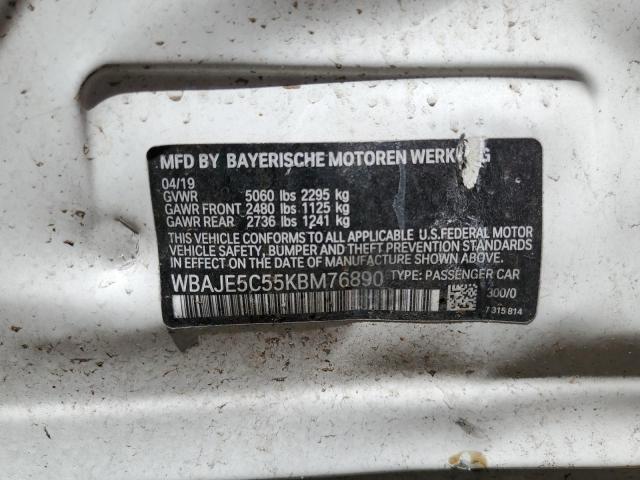 MFD BY BAYERISCHE MOTOREN WERK G
04/19
GVWR 5060 lbs 2295 kg
GAWR FRONT 2480 lbs 1125 kg
GAWR REAR 2736 lbs 1241 kg
THIS VEHICLE CONFORMS TO ALL APPLICABLE U.S.FEDERAL MOTOR
VEHICLE SAFETY, BUMPER, AND THEFT PREVENTION STANDARDS
IN EFFECT ON THE DATE OF MANUFACTURE SHOWN ABOVE.
WBAJE5C55KBM76890 TYPE: PASSENGER CAR
300/0
7 315 814